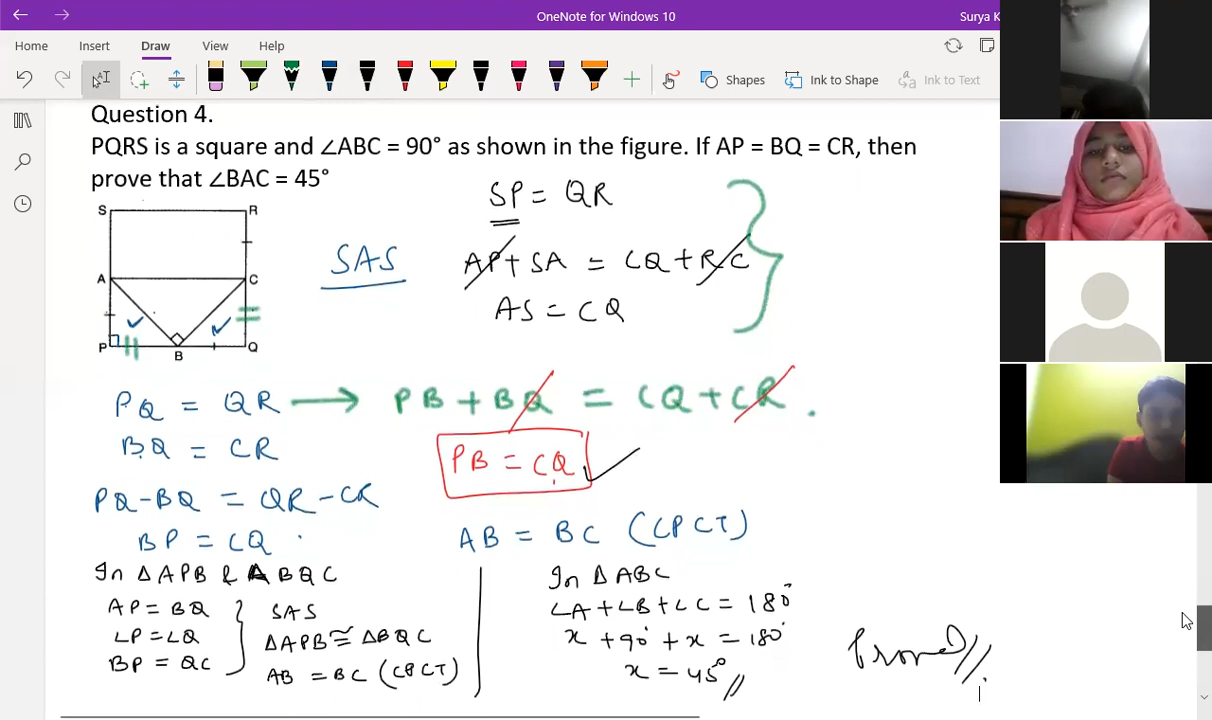 OneNote for Windows 10
Surya K
Home Insert Draw View Help
Shapes Ink to Shape Ink to Text
Question 4.
PQRS is a square and ∠ABC = 90° as shown in the figure. If AP = BQ = CR, then
prove that ∠BAC = 45°
S R
A C
P B Q
SAS
SP = QR
AP + SA = CQ + RC
AS = CQ
PQ = QR → PB + BQ = CQ + CR .
BQ = CR
PB = CQ
PQ-BQ = QR-CR
BP = CQ .
AB = BC (CPCT)
In ΔAPB & ΔBQC
AP = BQ
∠P = ∠Q
BP = QC
SAS
ΔAPB ≅ ΔBQC
AB = BC (CPCT)
In ΔABC
∠A + ∠B + ∠C = 180°
x + 90° + x = 180°
x = 45° //
Proved //.